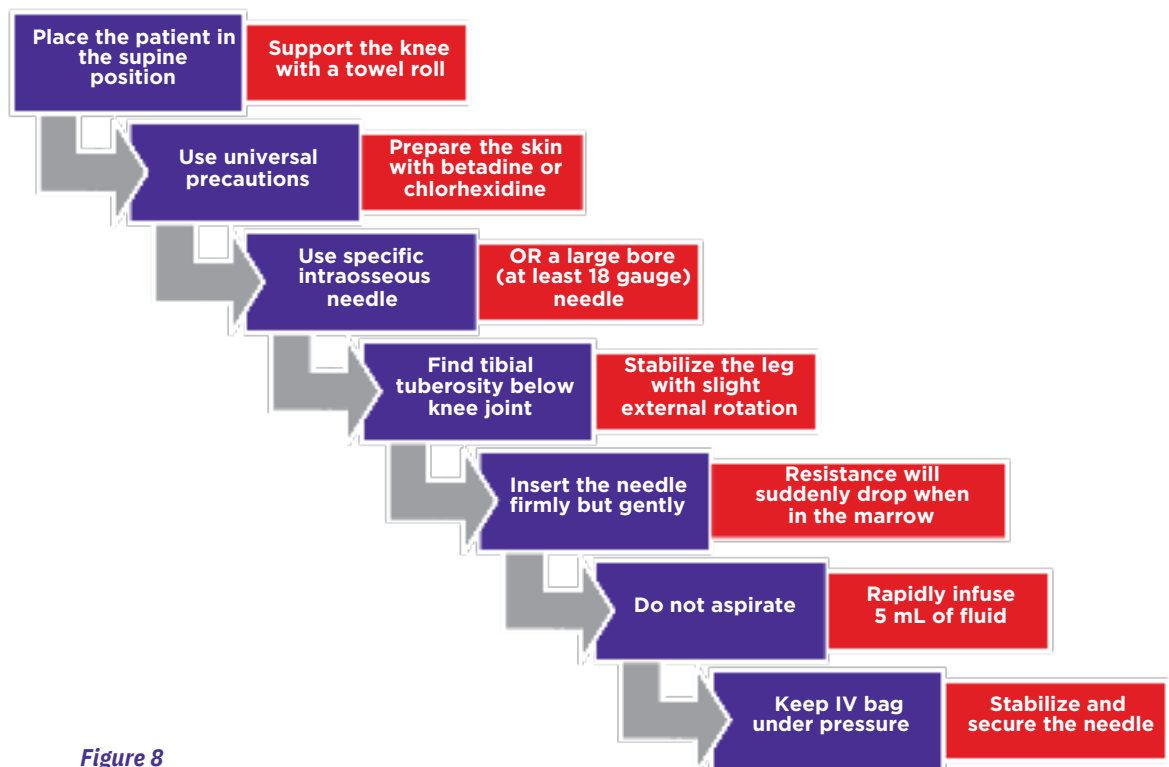 Place the patient in
the supine
position
Support the knee
with a towel roll
Use universal
precautions
Prepare the skin
with betadine or
chlorhexidine
Use specific
intraosseous
needle
OR a large bore
(at least 18 gauge)
needle
Find tibial
tuberosity below
knee joint
Stabilize the leg
with slight
external rotation
Insert the needle
firmly but gently
Resistance will
suddenly drop when
in the marrow
Do not aspirate
Rapidly infuse
5 mL of fluid
Keep IV bag
under pressure
Stabilize and
secure the needle
Figure 8